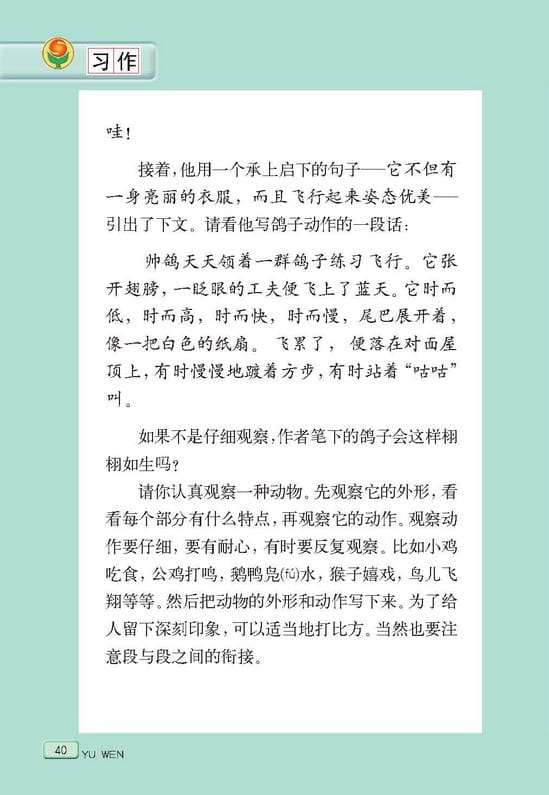 习作
哇！
接着，他用一个承上启下的句子——它不但有
一身亮丽的衣服，而且飞行起来姿态优美——
引出了下文。请看他写鸽子动作的一段话：
帅鸽天天领着一群鸽子练习飞行。它张
开翅膀，一眨眼的工夫便飞上了蓝天。它时而
低，时而高，时而快，时而慢，尾巴展开着，
像一把白色的纸扇。飞累了，便落在对面屋
顶上，有时慢慢地踱着方步，有时站着“咕咕”
叫。
如果不是仔细观察，作者笔下的鸽子会这样栩
栩如生吗？
请你认真观察一种动物。先观察它的外形，看
看每个部分有什么特点，再观察它的动作。观察动
作要仔细，要有耐心，有时要反复观察。比如小鸡
吃食，公鸡打鸣，鹅鸭凫(fú)水，猴子嬉戏，鸟儿飞
翔等等。然后把动物的外形和动作写下来。为了给
人留下深刻印象，可以适当地打比方。当然也要注
意段与段之间的衔接。
40 YU WEN